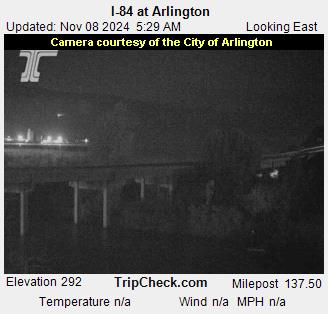 I-84 at Arlington
Updated: Nov 08 2024 5:29 AM Looking East
Camera courtesy of the City of Arlington
Elevation 292 TripCheck.com Milepost 137.50
Temperature n/a Wind n/a MPH n/a